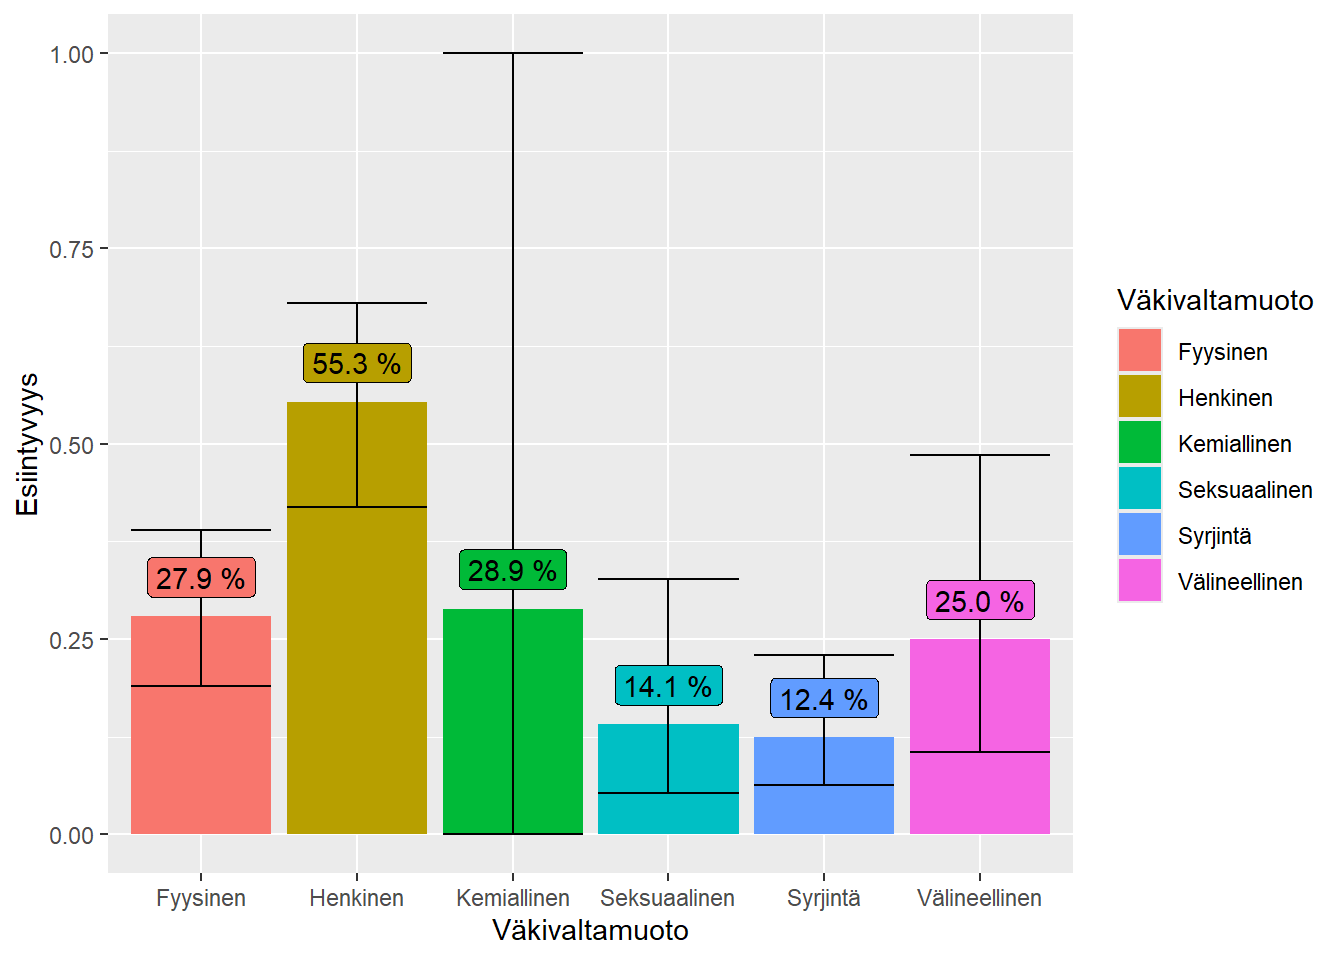 1.00
0.75
0.50
0.25
0.00
Esiintyvyys
27.9 %
55.3 %
28.9 %
14.1 %
12.4 %
25.0 %
Fyysinen
Henkinen
Kemiallinen
Seksuaalinen
Syrjintä
Välineellinen
Väkivaltamuoto
Väkivaltamuoto
Fyysinen
Henkinen
Kemiallinen
Seksuaalinen
Syrjintä
Välineellinen